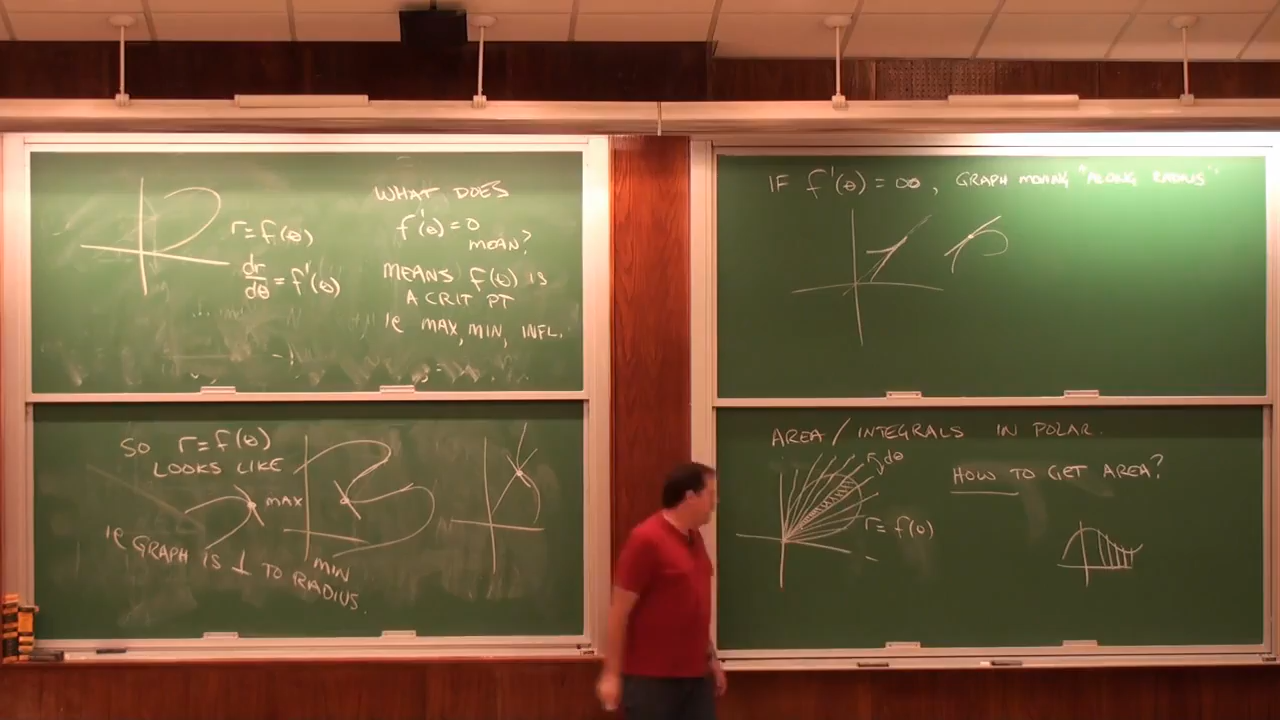 r=f(θ)
dr/dθ = f'(θ)
WHAT DOES
f'(θ)=0
MEAN?
MEANS f(θ) IS
A CRIT PT
ie MAX, MIN, INFL.
SO r=f(θ)
LOOKS LIKE
MAX
MIN
ie GRAPH IS ⊥ TO RADIUS.
IF f'(θ) = ∞, GRAPH MOVING "ALONG RADIUS"
AREA / INTEGRALS IN POLAR.
dθ
r= f(θ)
HOW TO GET AREA?